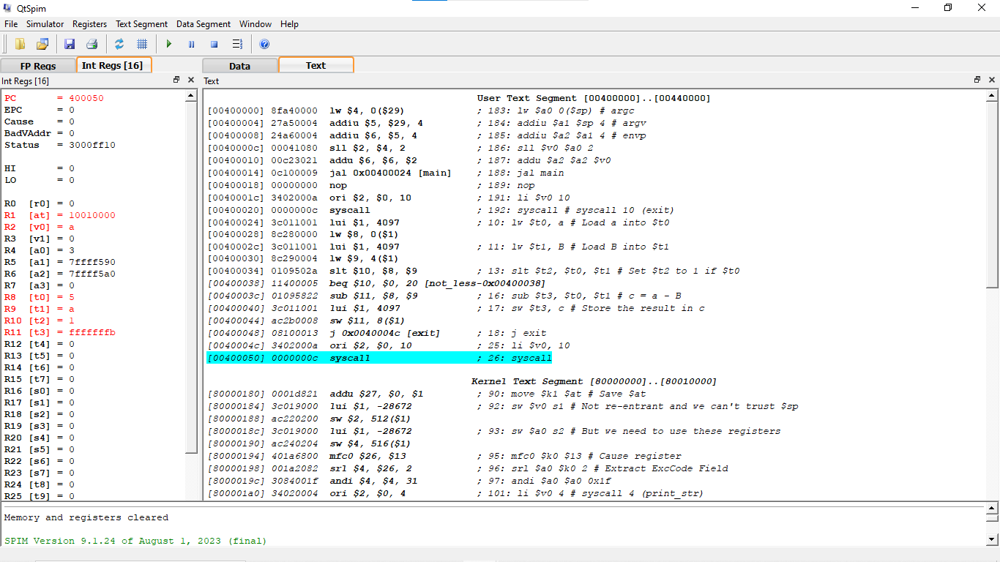 QtSpim
File Simulator Registers Text Segment Data Segment Window Help
FP Regs Int Regs [16] Data Text
Int Regs [16]
PC = 400050
EPC = 0
Cause = 0
BadVAddr = 0
Status = 3000ff10
HI = 0
LO = 0
R0 [r0] = 0
R1 [at] = 10010000
R2 [v0] = a
R3 [v1] = 0
R4 [a0] = 3
R5 [a1] = 7ffff590
R6 [a2] = 7ffff5a0
R7 [a3] = 0
R8 [t0] = 5
R9 [t1] = a
R10 [t2] = 1
R11 [t3] = fffffffb
R12 [t4] = 0
R13 [t5] = 0
R14 [t6] = 0
R15 [t7] = 0
R16 [s0] = 0
R17 [s1] = 0
R18 [s2] = 0
R19 [s3] = 0
R20 [s4] = 0
R21 [s5] = 0
R22 [s6] = 0
R23 [s7] = 0
R24 [t8] = 0
R25 [t9] = 0
Text
User Text Segment [00400000]..[00440000]
[00400000] 8fa40000 lw $4, 0($29) ; 183: lw $a0 0($sp) # argc
[00400004] 27a50004 addiu $5, $29, 4 ; 184: addiu $a1 $sp 4 # argv
[00400008] 24a60004 addiu $6, $5, 4 ; 185: addiu $a2 $a1 4 # envp
[0040000c] 00041080 sll $2, $4, 2 ; 186: sll $v0 $a0 2
[00400010] 00c23021 addu $6, $6, $2 ; 187: addu $a2 $a2 $v0
[00400014] 0c100009 jal 0x00400024 [main] ; 188: jal main
[00400018] 00000000 nop ; 189: nop
[0040001c] 3402000a ori $2, $0, 10 ; 191: li $v0 10
[00400020] 0000000c syscall ; 192: syscall # syscall 10 (exit)
[00400024] 3c011001 lui $1, 4097 ; 10: lw $t0, a # Load a into $t0
[00400028] 8c280000 lw $8, 0($1)
[0040002c] 3c011001 lui $1, 4097 ; 11: lw $t1, B # Load B into $t1
[00400030] 8c290004 lw $9, 4($1)
[00400034] 0109502a slt $10, $8, $9 ; 13: slt $t2, $t0, $t1 # Set $t2 to 1 if $t0
[00400038] 11400005 beq $10, $0, 20 [not_less-0x00400038]
[0040003c] 01095822 sub $11, $8, $9 ; 16: sub $t3, $t0, $t1 # c = a - B
[00400040] 3c011001 lui $1, 4097 ; 17: sw $t3, c # Store the result in c
[00400044] ac2b0008 sw $11, 8($1)
[00400048] 08100013 j 0x0040004c [exit] ; 18: j exit
[0040004c] 3402000a ori $2, $0, 10 ; 25: li $v0, 10
[00400050] 0000000c syscall ; 26: syscall
Kernel Text Segment [80000000]..[80010000]
[80000180] 0001d821 addu $27, $0, $1 ; 90: move $k1 $at # Save $at
[80000184] 3c019000 lui $1, -28672 ; 92: sw $v0 s1 # Not re-entrant and we can't trust $sp
[80000188] ac220200 sw $2, 512($1)
[8000018c] 3c019000 lui $1, -28672 ; 93: sw $a0 s2 # But we need to use these registers
[80000190] ac240204 sw $4, 516($1)
[80000194] 401a6800 mfc0 $26, $13 ; 95: mfc0 $k0 $13 # Cause register
[80000198] 001a2082 srl $4, $26, 2 ; 96: srl $a0 $k0 2 # Extract ExcCode Field
[8000019c] 3084001f andi $4, $4, 31 ; 97: andi $a0 $a0 0x1f
[800001a0] 34020004 ori $2, $0, 4 ; 101: li $v0 4 # syscall 4 (print_str)
Memory and registers cleared
SPIM Version 9.1.24 of August 1, 2023 (final)